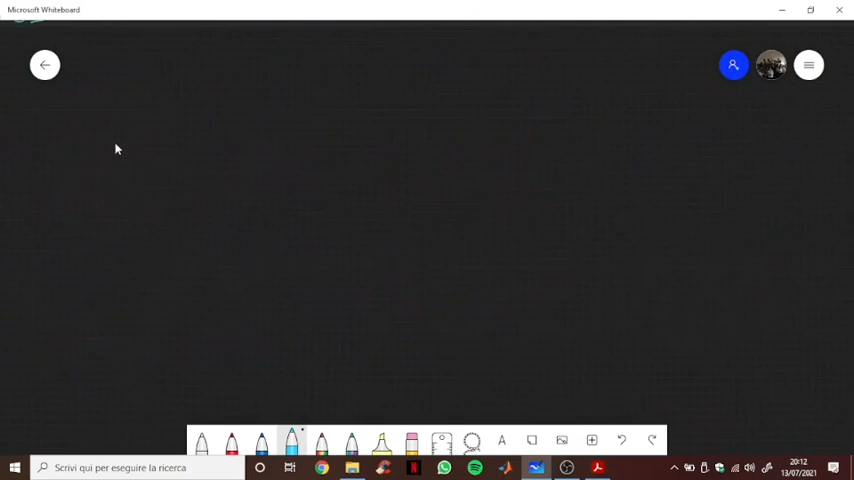 Microsoft Whiteboard
A
Scrivi qui per eseguire la ricerca
20:12
13/07/2021